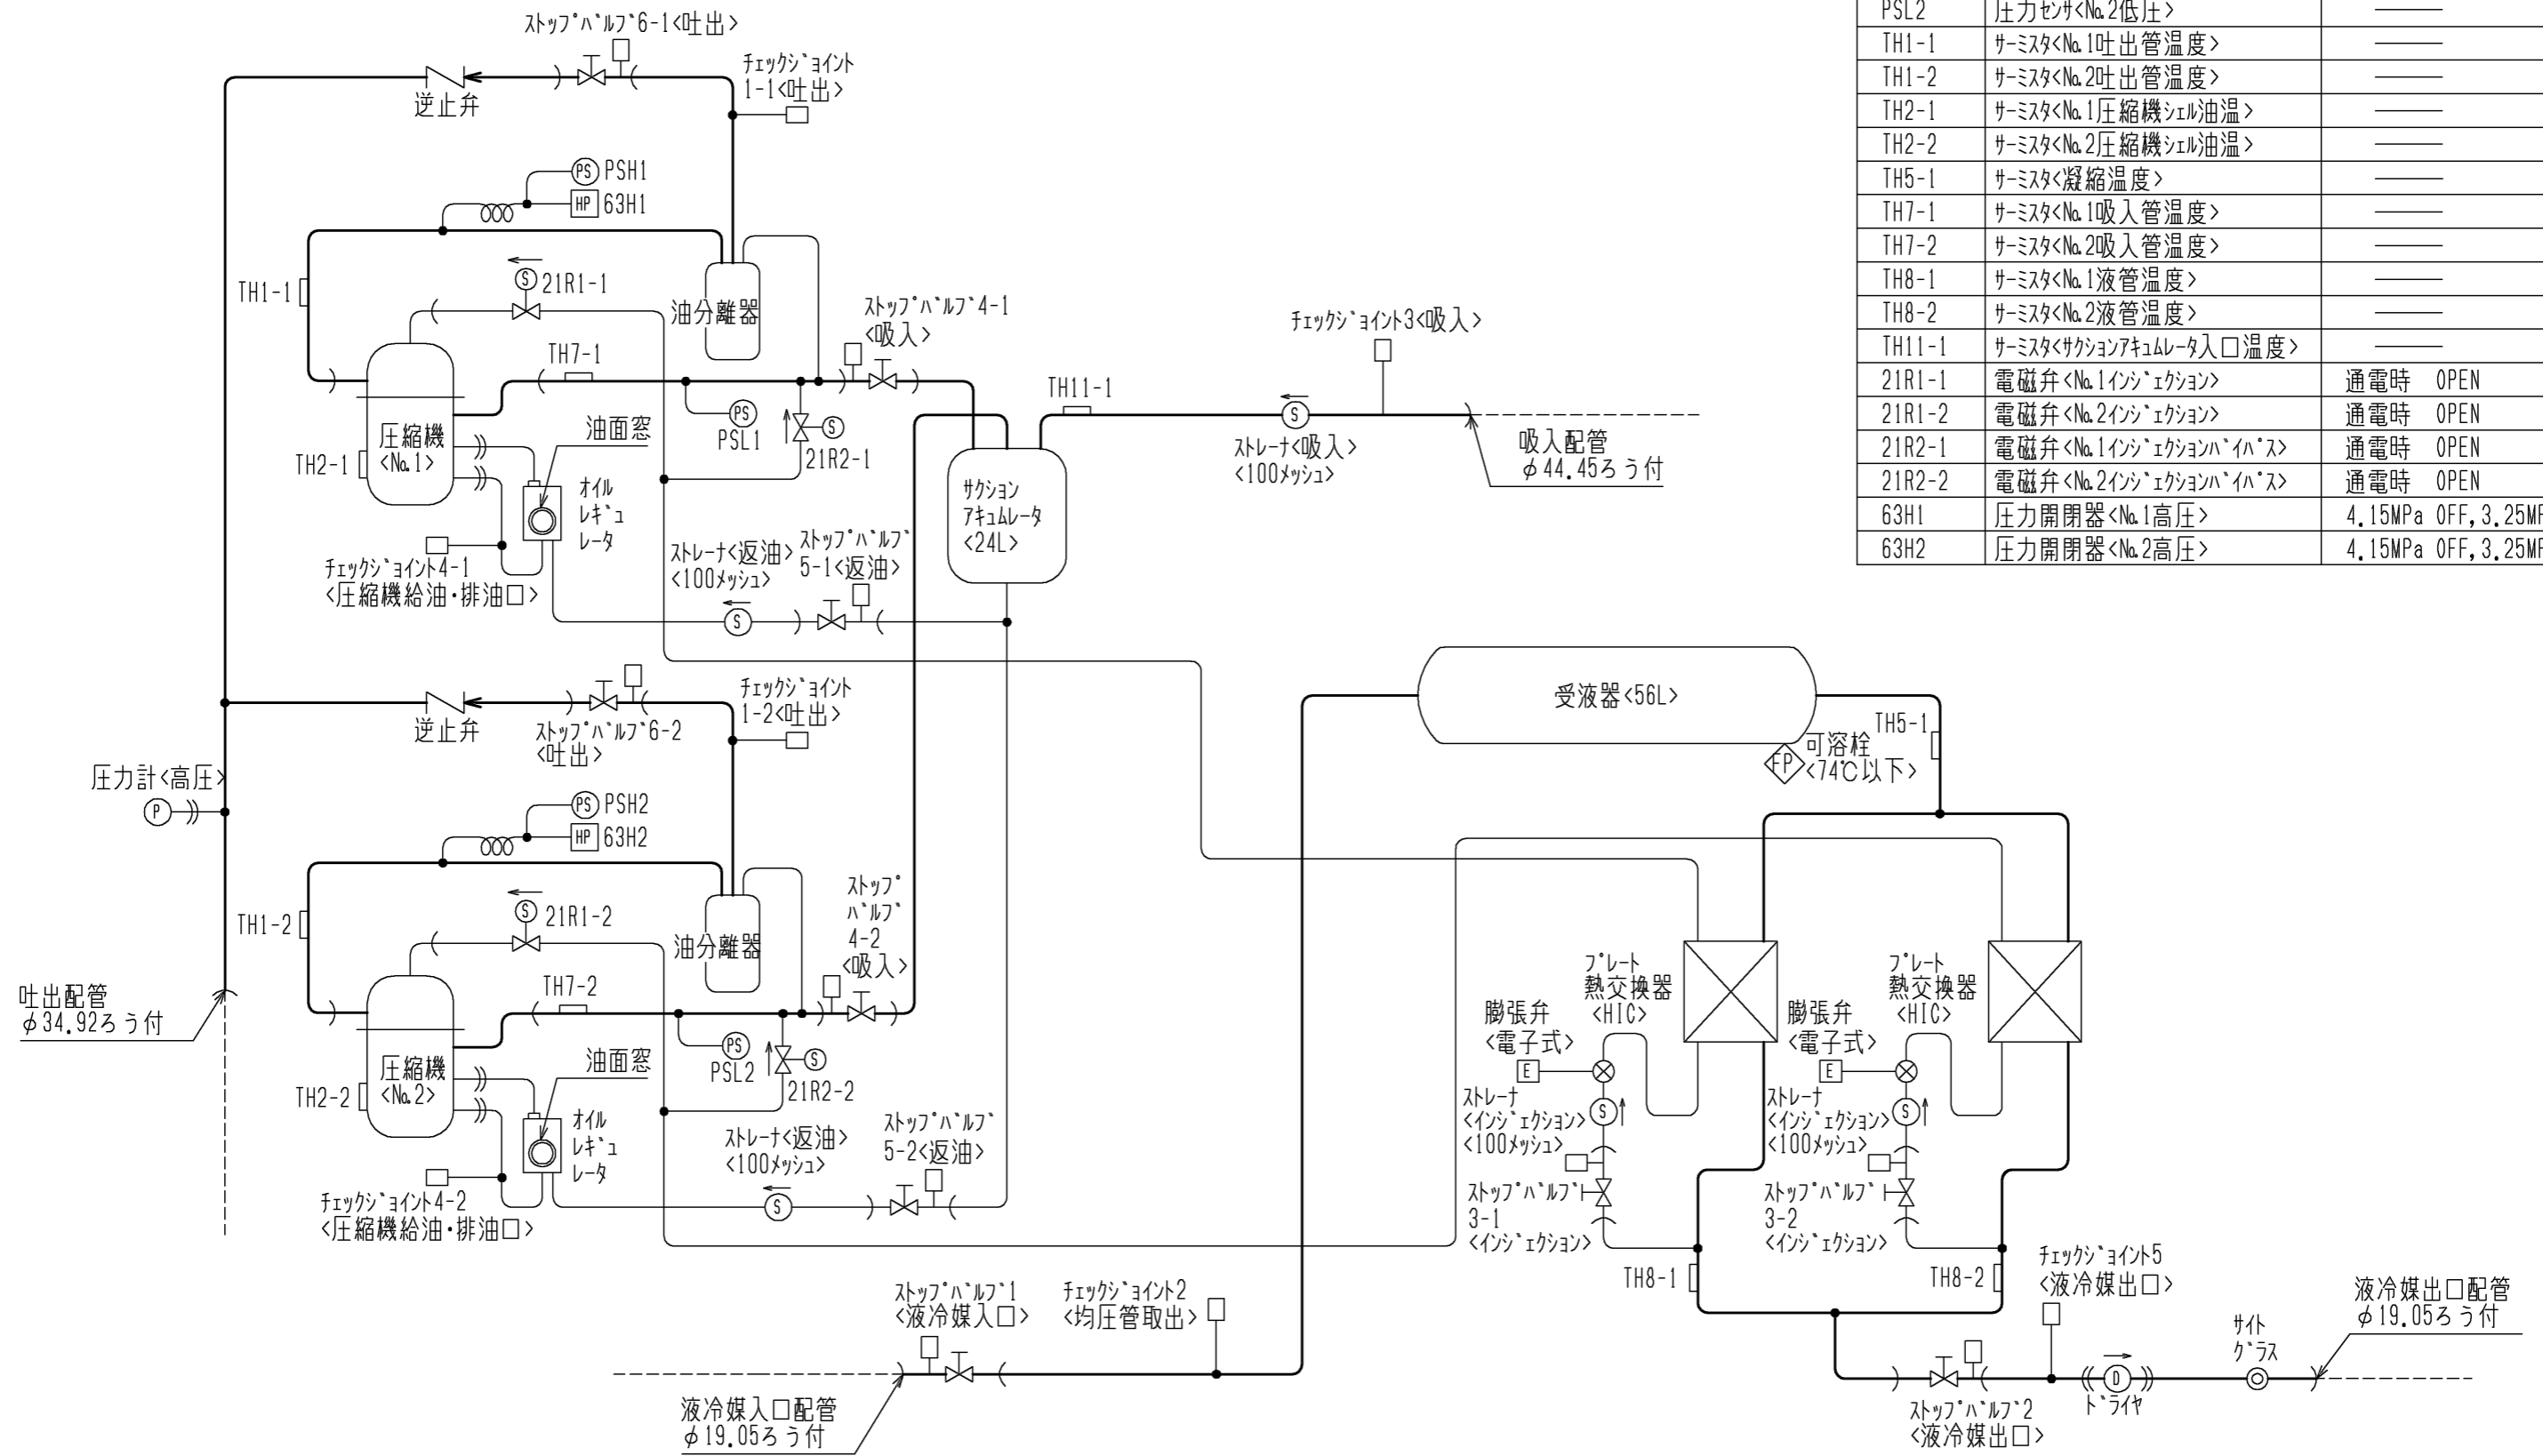 ストップバルブ6-1<吐出>
チェックジョイント
1-1<吐出>
逆止弁
PS PSH1
HP 63H1
TH1-1
S 21R1-1
油分離器
ストップバルブ4-1
<吸入>
チェックジョイント3<吸入>
TH7-1
TH11-1
圧縮機
<No.1>
TH2-1
油面窓
PS
PSL1
S
21R2-1
S
ストレーナ<吸入>
<100メッシュ>
吸入配管
φ44.45ろう付
オイル
レギュ
レータ
サクション
アキュムレータ
<24L>
チェックジョイント4-1
<圧縮機給油・排油口>
ストレーナ<返油>
<100メッシュ>
S
ストップバルブ
5-1<返油>
PSL2 圧力センサ<No.2低圧> ―――
TH1-1 サーミスタ<No.1吐出管温度> ―――
TH1-2 サーミスタ<No.2吐出管温度> ―――
TH2-1 サーミスタ<No.1圧縮機シェル油温> ―――
TH2-2 サーミスタ<No.2圧縮機シェル油温> ―――
TH5-1 サーミスタ<凝縮温度> ―――
TH7-1 サーミスタ<No.1吸入管温度> ―――
TH7-2 サーミスタ<No.2吸入管温度> ―――
TH8-1 サーミスタ<No.1液管温度> ―――
TH8-2 サーミスタ<No.2液管温度> ―――
TH11-1 サーミスタ<サクションアキュムレータ入口温度> ―――
21R1-1 電磁弁<No.1インジェクション> 通電時 OPEN
21R1-2 電磁弁<No.2インジェクション> 通電時 OPEN
21R2-1 電磁弁<No.1インジェクションバイパス> 通電時 OPEN
21R2-2 電磁弁<No.2インジェクションバイパス> 通電時 OPEN
63H1 圧力開閉器<No.1高圧> 4.15MPa OFF,3.25MP
63H2 圧力開閉器<No.2高圧> 4.15MPa OFF,3.25MP
逆止弁
ストップバルブ6-2
<吐出>
チェックジョイント
1-2<吐出>
圧力計<高圧>
P
PS PSH2
HP 63H2
TH1-2
S 21R1-2
油分離器
ストップ
バルブ
4-2
<吸入>
吐出配管
φ34.92ろう付
TH7-2
圧縮機
<No.2>
TH2-2
油面窓
PS
PSL2
S
21R2-2
オイル
レギュ
レータ
チェックジョイント4-2
<圧縮機給油・排油口>
ストレーナ<返油>
<100メッシュ>
S
ストップバルブ
5-2<返油>
受液器<56L>
TH5-1
FP
可溶栓
<74℃以下>
プレート
熱交換器
<HIC>
膨張弁
<電子式>
E
ストレーナ
<インジェクション>
<100メッシュ>
S
ストップバルブ
3-1
<インジェクション>
TH8-1
プレート
熱交換器
<HIC>
膨張弁
<電子式>
E
ストレーナ
<インジェクション>
<100メッシュ>
S
ストップバルブ
3-2
<インジェクション>
TH8-2
ストップバルブ1
<液冷媒入口>
チェックジョイント2
<均圧管取出>
液冷媒入口配管
φ19.05ろう付
チェックジョイント5
<液冷媒出口>
ストップバルブ2
<液冷媒出口>
D
ドライヤ
サイト
グラス
液冷媒出口配管
φ19.05ろう付